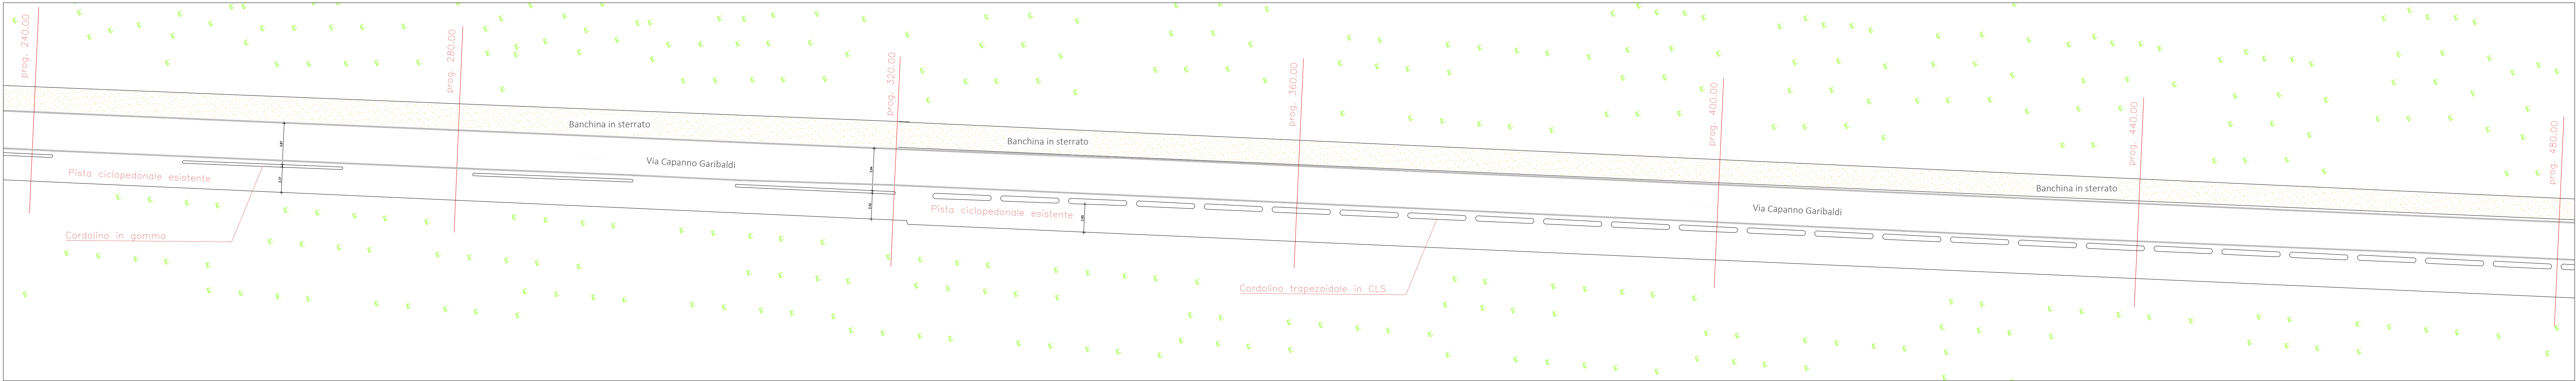 prog. 240.00
prog. 280.00
prog. 320.00
prog. 360.00
prog. 400.00
prog. 440.00
prog. 480.00
Banchina in sterrato
Banchina in sterrato
Banchina in sterrato
Via Capanno Garibaldi
Via Capanno Garibaldi
Pista ciclopedonale esistente
Pista ciclopedonale esistente
Cordolino in gomma
Cordolino trapezoidale in CLS